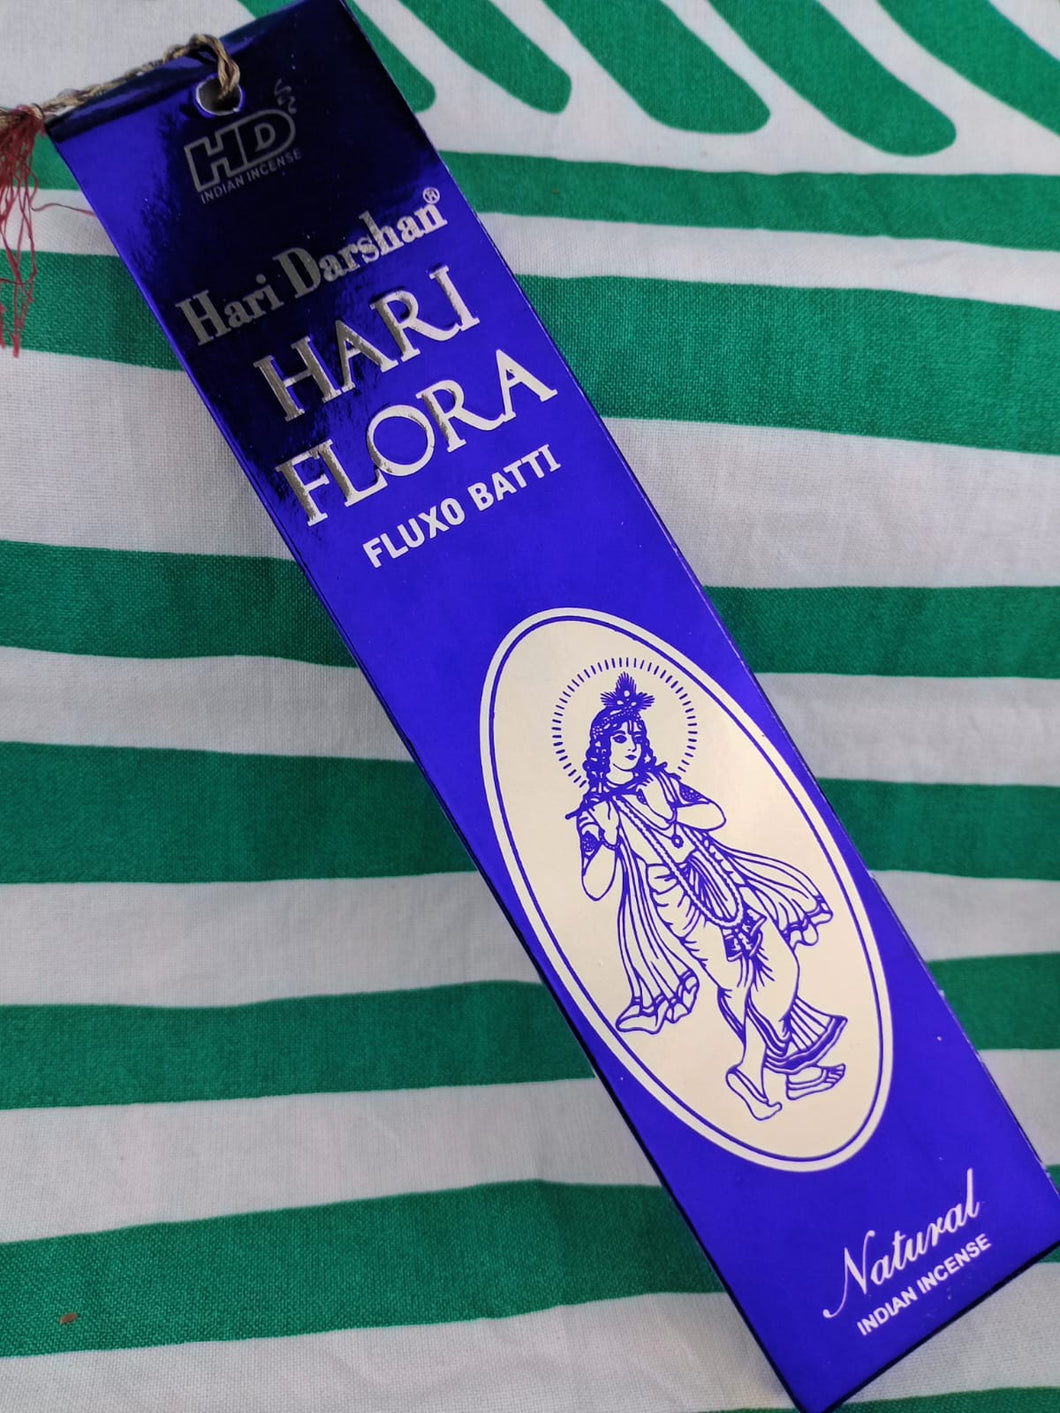 HD
INDIAN INCENSE
Hari Darshan®
HARI
FLORA
FLUXO BATTI
Natural
INDIAN INCENSE